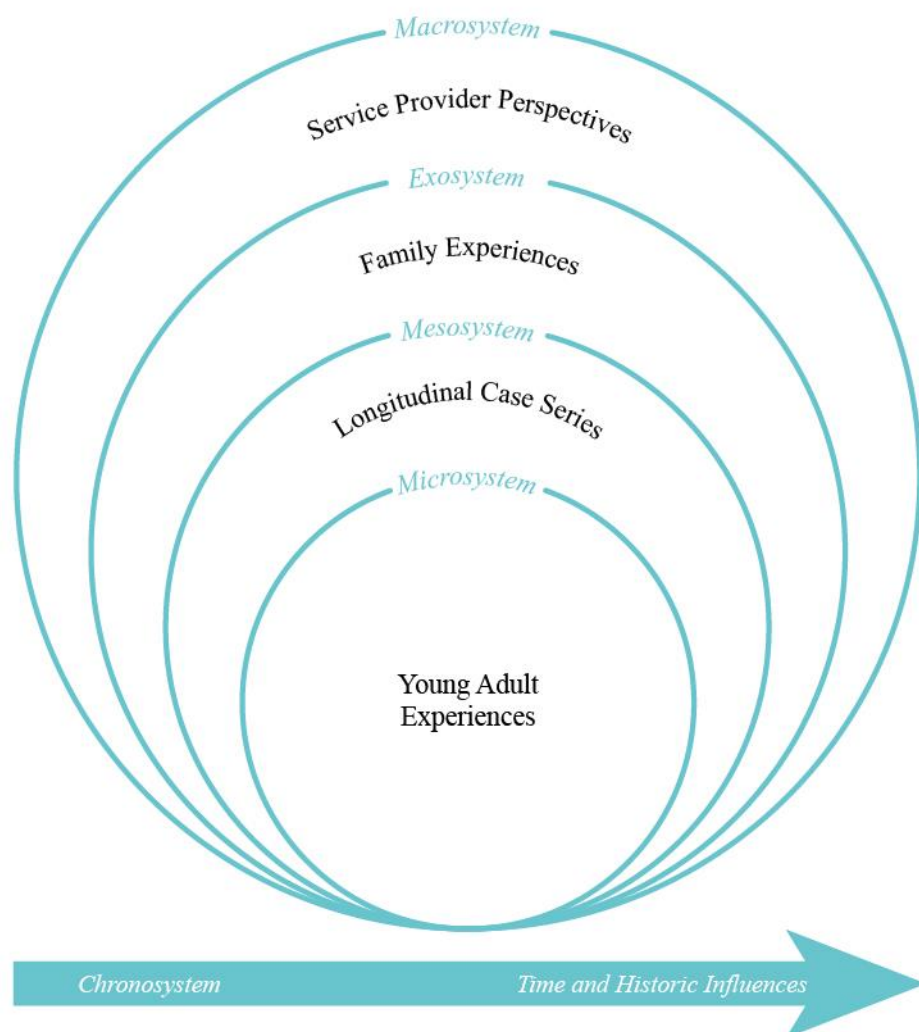 Macrosystem
Service Provider Perspectives
Exosystem
Family Experiences
Mesosystem
Longitudinal Case Series
Microsystem
Young Adult
Experiences
Chronosystem
Time and Historic Influences